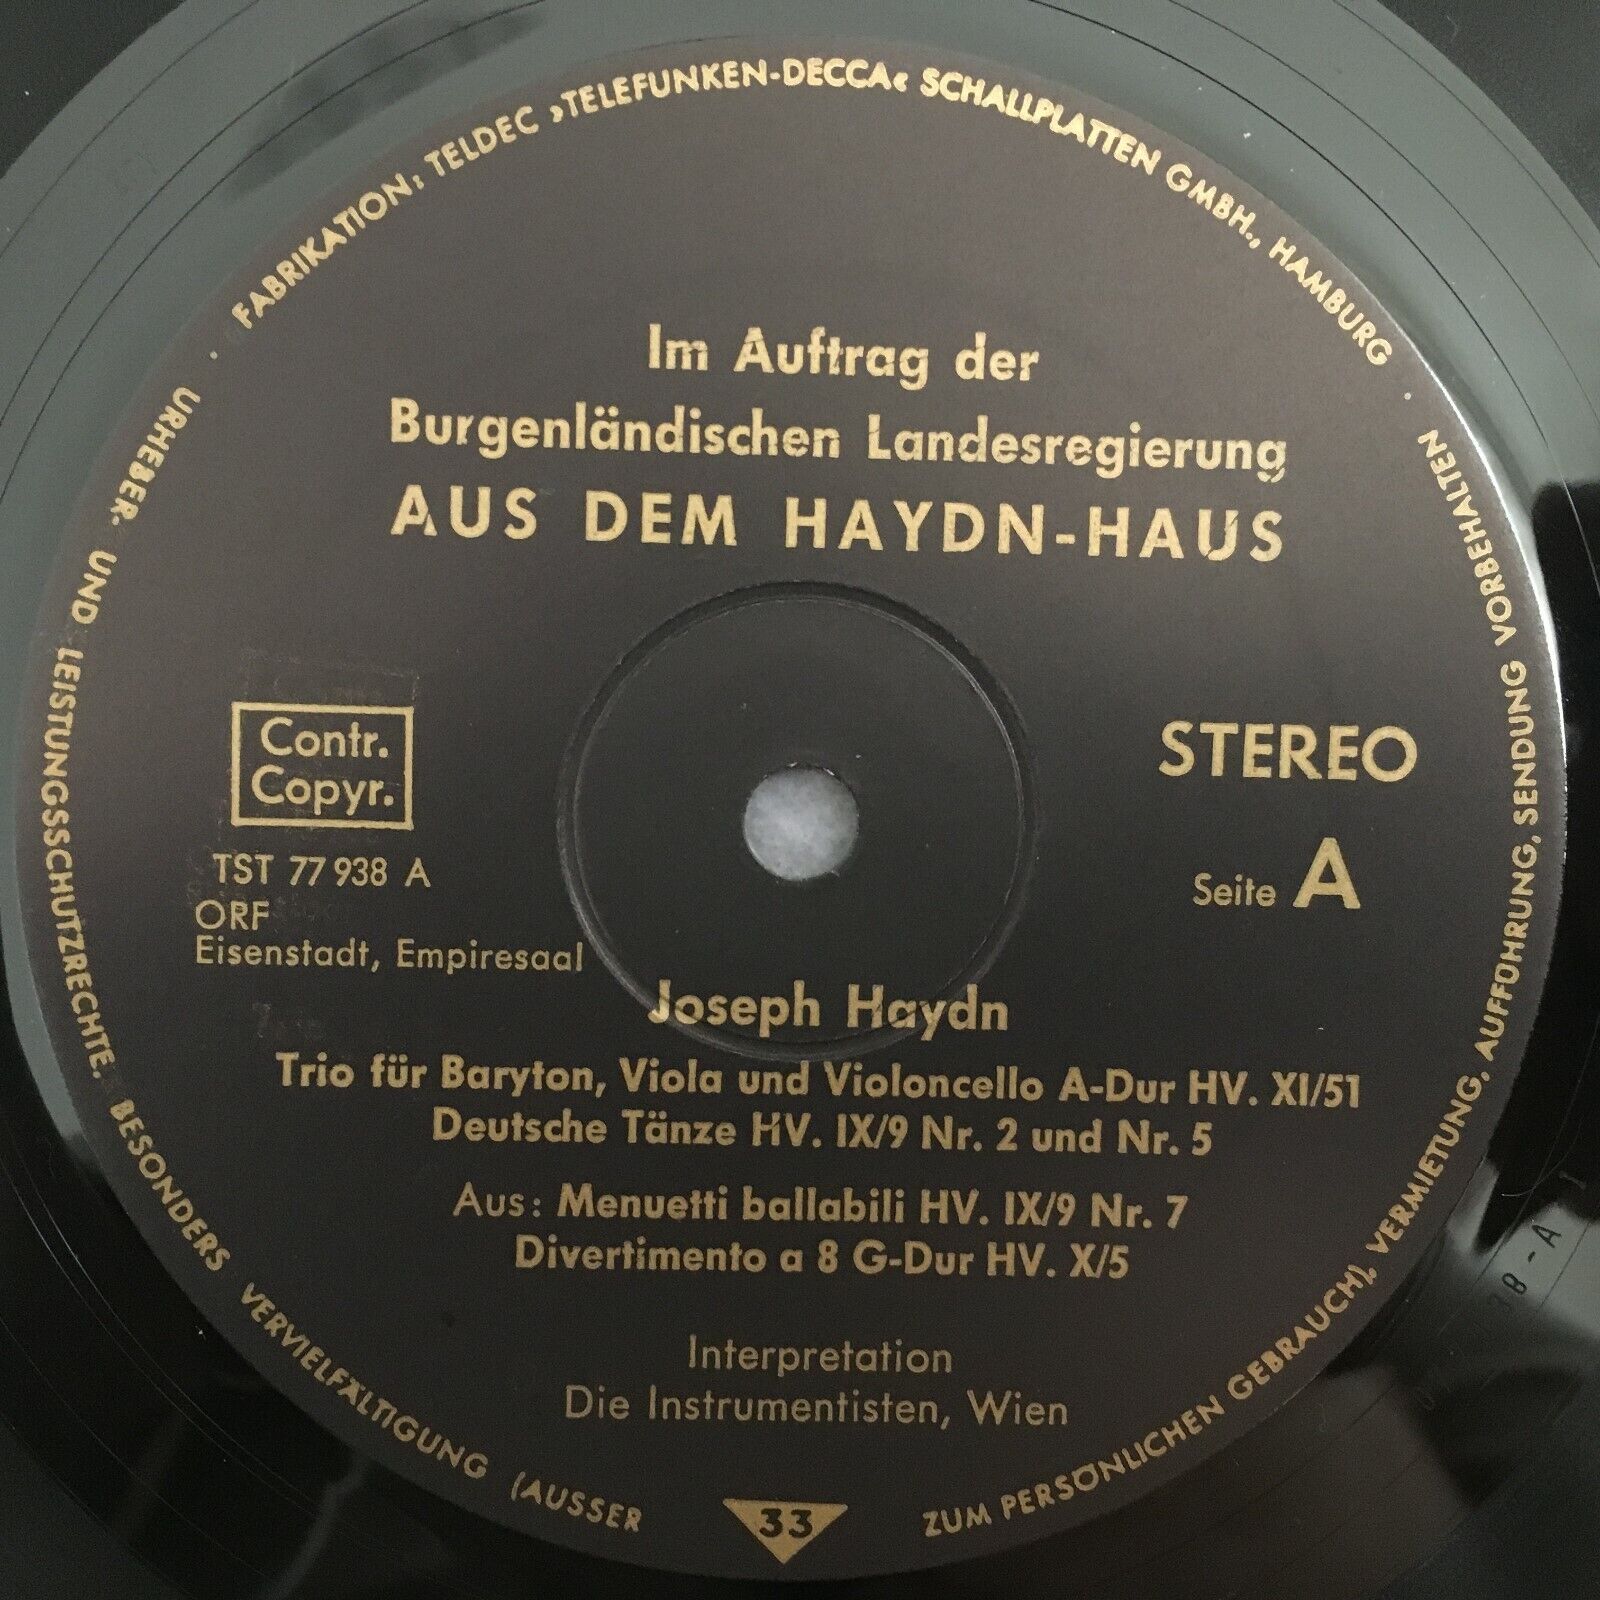 FABRIKATION: TELDEC »TELEFUNKEN-DECCA« SCHALLPLATTEN GMBH., HAMBURG ·
URHEBER- UND LEISTUNGSSCHUTZRECHTE, BESONDERS VERVIELFÄLTIGUNG (AUSSER ZUM PERSÖNLICHEN GEBRAUCH), VERMIETUNG, AUFFÜHRUNG, SENDUNG VORBEHALTEN ·
Im Auftrag der
Burgenländischen Landesregierung
AUS DEM HAYDN-HAUS
Contr.
Copyr.
TST 77 938 A
ORF
Eisenstadt, Empiresaal
STEREO
Seite A
Joseph Haydn
Trio für Baryton, Viola und Violoncello A-Dur HV. XI/51
Deutsche Tänze HV. IX/9 Nr. 2 und Nr. 5
Aus: Menuetti ballabili HV. IX/9 Nr. 7
Divertimento a 8 G-Dur HV. X/5
Interpretation
Die Instrumentisten, Wien
33